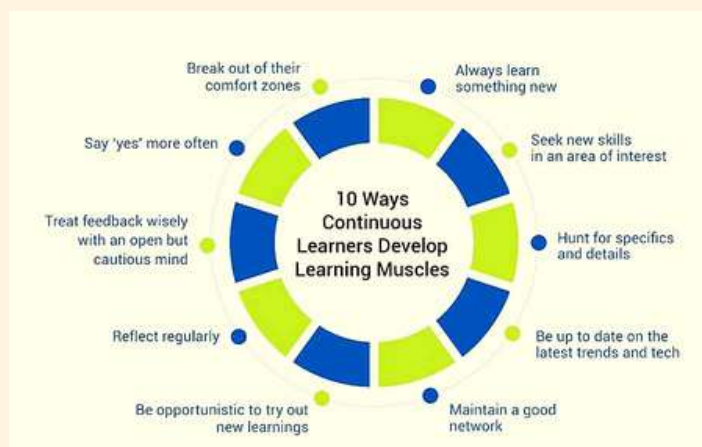 10 Ways
Continuous
Learners Develop
Learning Muscles
Always learn
something new
Seek new skills
in an area of interest
Hunt for specifics
and details
Be up to date on the
latest trends and tech
Maintain a good
network
Be opportunistic to try out
new learnings
Reflect regularly
Treat feedback wisely
with an open but
cautious mind
Say 'yes' more often
Break out of their
comfort zones